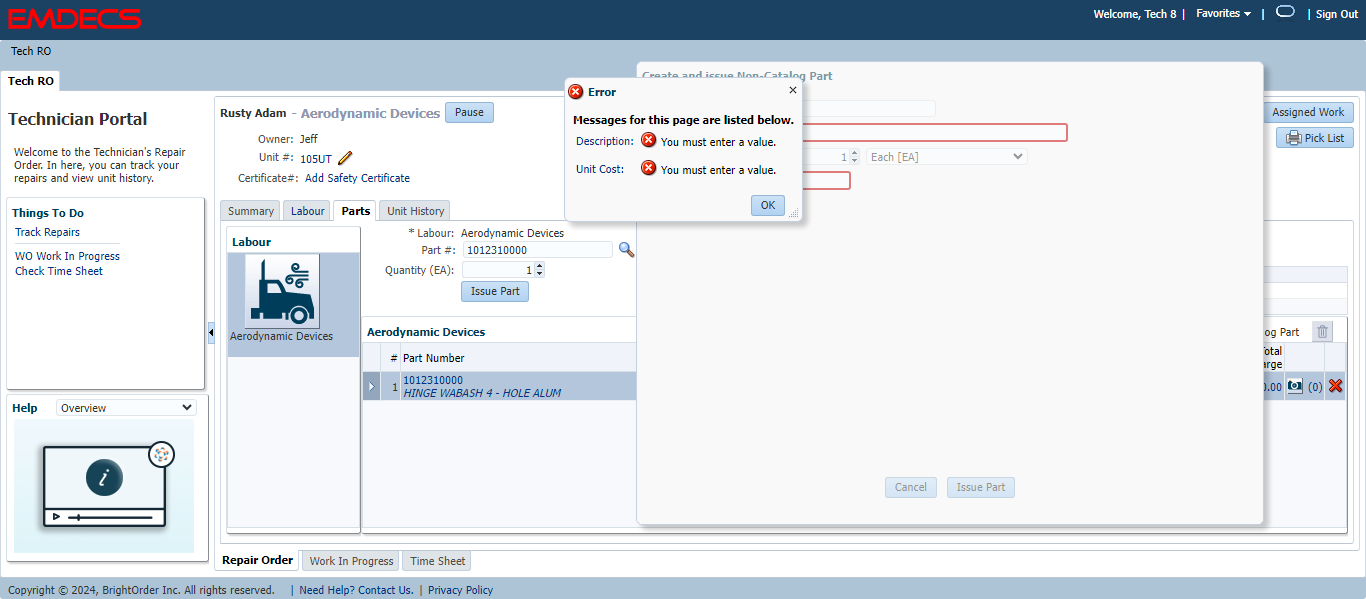 EMDECS
Welcome, Tech 8 | Favorites | | Sign Out
Tech RO
Tech RO
Technician Portal
Welcome to the Technician's Repair
Order. In here, you can track your
repairs and view unit history.
Things To Do
Track Repairs
WO Work In Progress
Check Time Sheet
Help Overview
i
Rusty Adam - Aerodynamic Devices Pause
Owner: Jeff
Unit #: 105UT
Certificate#: Add Safety Certificate
Assigned Work
Pick List
Summary Labour Parts Unit History
Labour
Aerodynamic Devices
* Labour: Aerodynamic Devices
Part #: 1012310000
Quantity (EA): 1
Issue Part
Aerodynamic Devices
# Part Number
1 1012310000
HINGE WABASH 4 - HOLE ALUM
og Part
Total
arge
0.00 (0)
Create and issue Non-Catalog Part
1 Each [EA]
Cancel Issue Part
Error
Messages for this page are listed below.
Description: You must enter a value.
Unit Cost: You must enter a value.
OK
Repair Order Work In Progress Time Sheet
Copyright © 2024, BrightOrder Inc. All rights reserved. | Need Help? Contact Us. | Privacy Policy